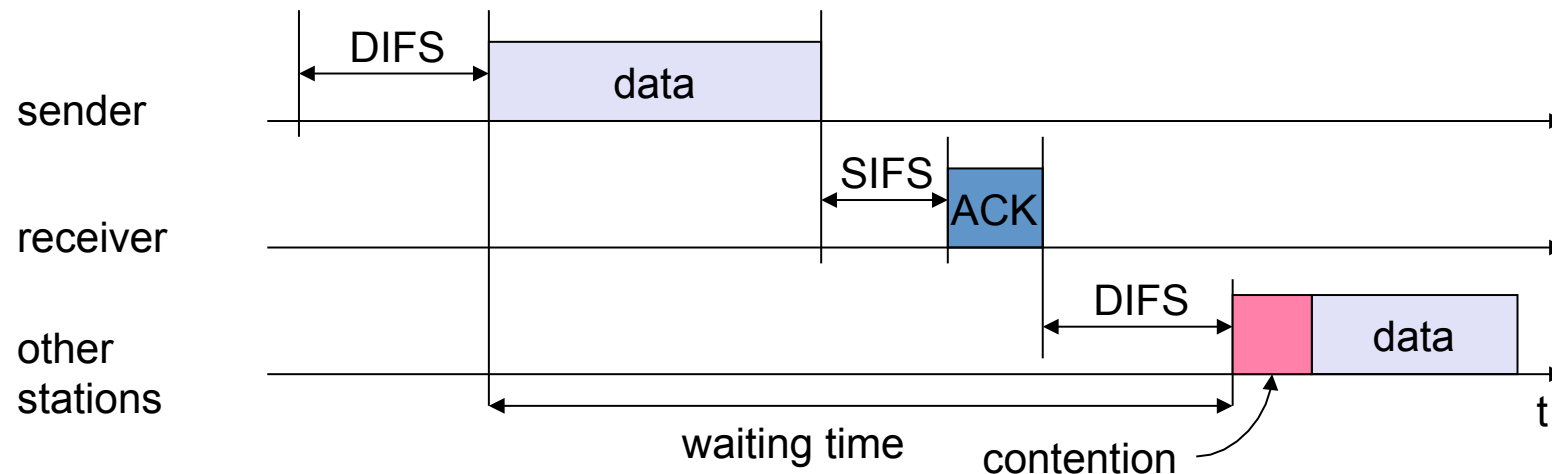 DIFS
data
sender
SIFS
ACK
receiver
DIFS
data
other
stations
t
waiting time
contention